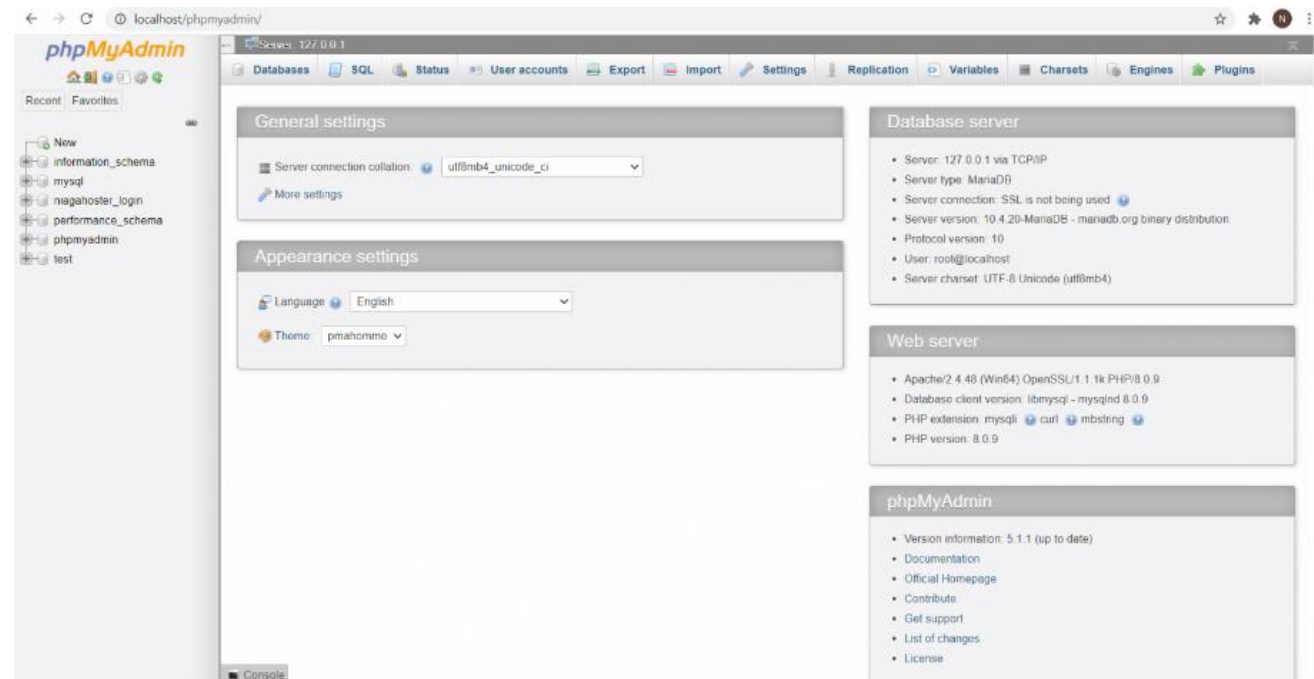 localhost/phpmyadmin/
N
phpMyAdmin
Recent Favorites
New
information_schema
mysql
niagahoster_login
performance_schema
phpmyadmin
test
Server: 127.0.0.1
Databases SQL Status User accounts Export Import Settings Replication Variables Charsets Engines Plugins
General settings
Server connection collation: utf8mb4_unicode_ci
More settings
Appearance settings
Language English
Theme: pmahomme
Database server
Server: 127.0.0.1 via TCP/IP
Server type: MariaDB
Server connection: SSL is not being used
Server version: 10.4.20-MariaDB - mariadb.org binary distribution
Protocol version: 10
User: root@localhost
Server charset: UTF-8 Unicode (utf8mb4)
Web server
Apache/2.4.48 (Win64) OpenSSL/1.1.1k PHP/8.0.9
Database client version: libmysql - mysqlnd 8.0.9
PHP extension: mysqli curl mbstring
PHP version: 8.0.9
phpMyAdmin
Version information: 5.1.1 (up to date)
Documentation
Official Homepage
Contribute
Get support
List of changes
License
Console